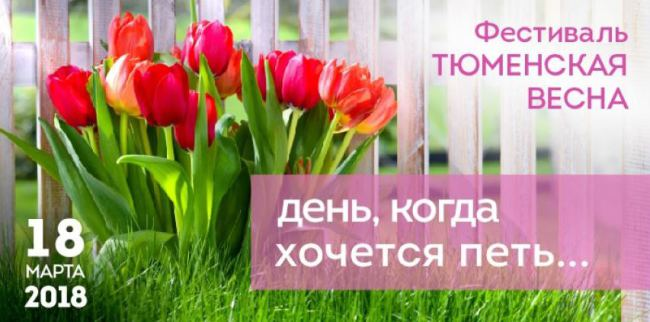 Фестиваль
ТЮМЕНСКАЯ
ВЕСНА
день, когда
хочется петь...
18
МАРТА
2018